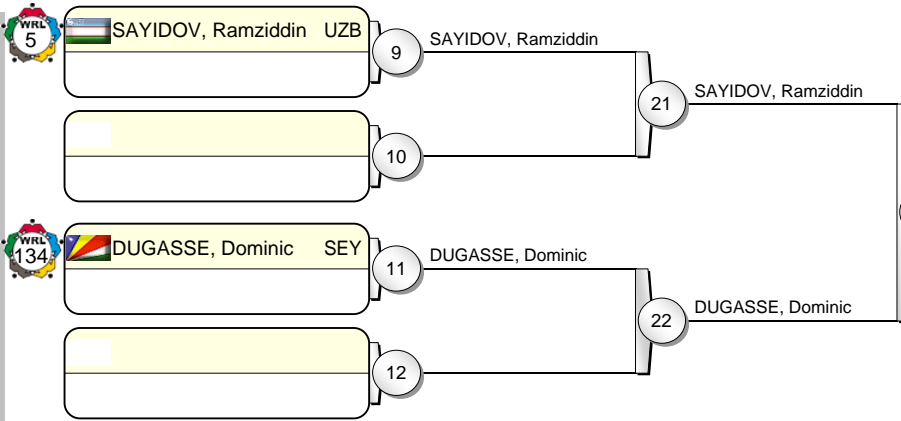 WRL
5
SAYIDOV, Ramziddin UZB
9
SAYIDOV, Ramziddin
21
SAYIDOV, Ramziddin
10
WRL
134
DUGASSE, Dominic SEY
11
DUGASSE, Dominic
22
DUGASSE, Dominic
12